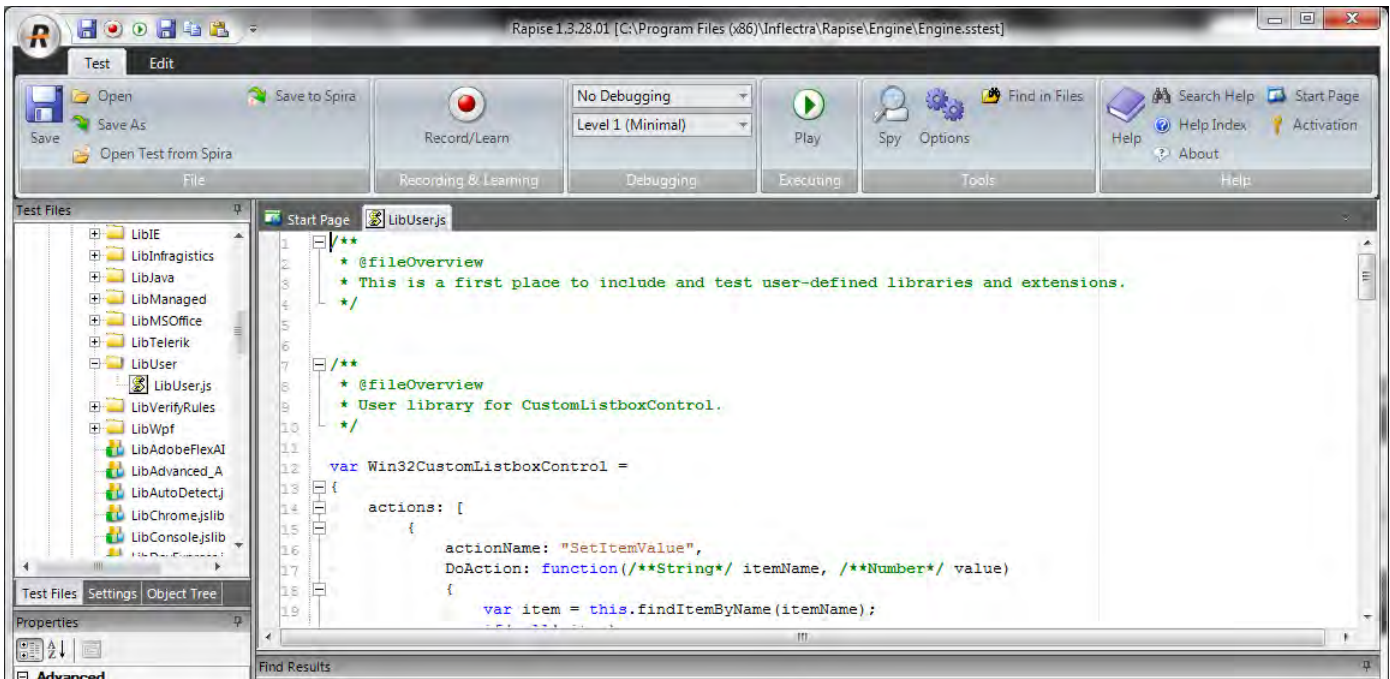 Rapise 1.3.28.01 [C:\Program Files (x86)\Inflectra\Rapise\Engine\Engine.sstest]
Test Edit
Save
Open
Save As
Open Test from Spira
Save to Spira
File
Record/Learn
Recording & Learning
No Debugging
Level 1 (Minimal)
Debugging
Play
Executing
Spy
Options
Find in Files
Tools
Help
Search Help
Help Index
About
Start Page
Activation
Help
Test Files
LibIE
LibInfragistics
LibJava
LibManaged
LibMSOffice
LibTelerik
LibUser
LibUser.js
LibVerifyRules
LibWpf
LibAdobeFlexAI
LibAdvanced_A
LibAutoDetect.j
LibChrome.jslib
LibConsole.jslib
Test Files Settings Object Tree
Properties
Advanced
Start Page LibUser.js
1 /**
2 * @fileOverview
3 * This is a first place to include and test user-defined libraries and extensions.
4 */
5
6
7 /**
8 * @fileOverview
9 * User library for CustomListboxControl.
10 */
11
12 var Win32CustomListboxControl =
13 {
14 actions: [
15 {
16 actionName: "SetItemValue",
17 DoAction: function(/**String*/ itemName, /**Number*/ value)
18 {
19 var item = this.findItemByName(itemName);
Find Results